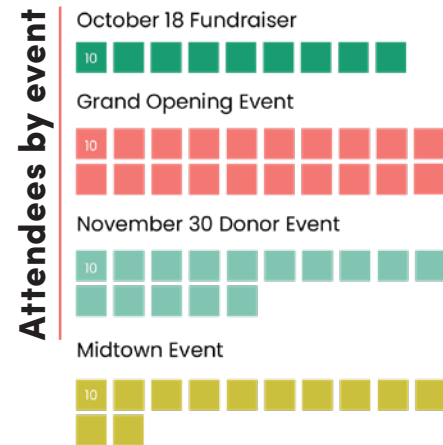 Attendees by event
October 18 Fundraiser
10
Grand Opening Event
10
November 30 Donor Event
10
Midtown Event
10